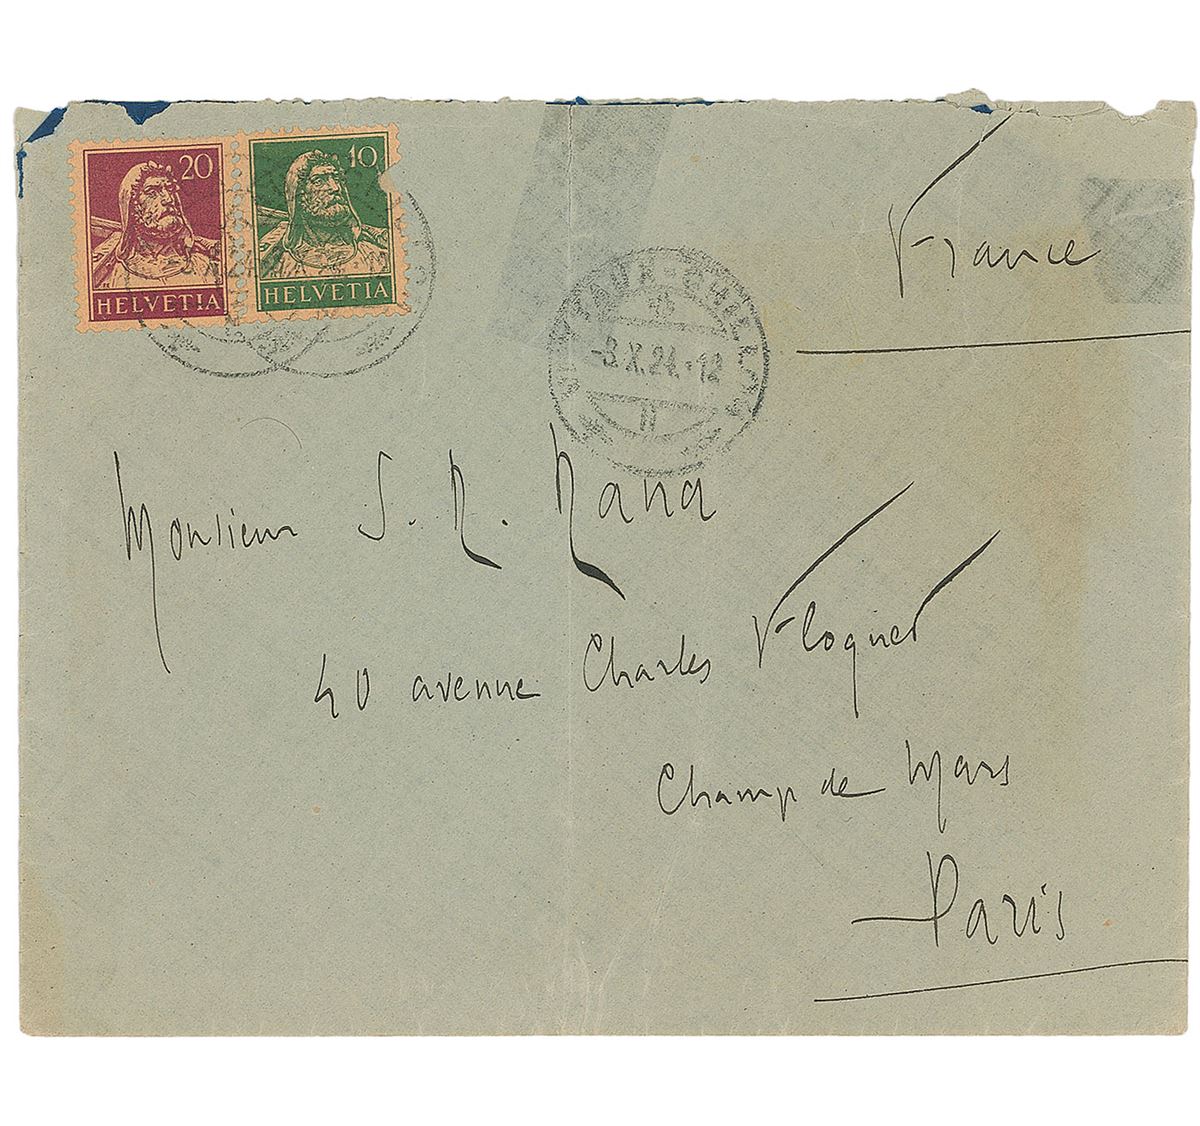 20
HELVETIA
10
HELVETIA
-3.X.24.-12
France
Monsieur S. R. Rana
40 avenue Charles Floquet
Champ de Mars
Paris